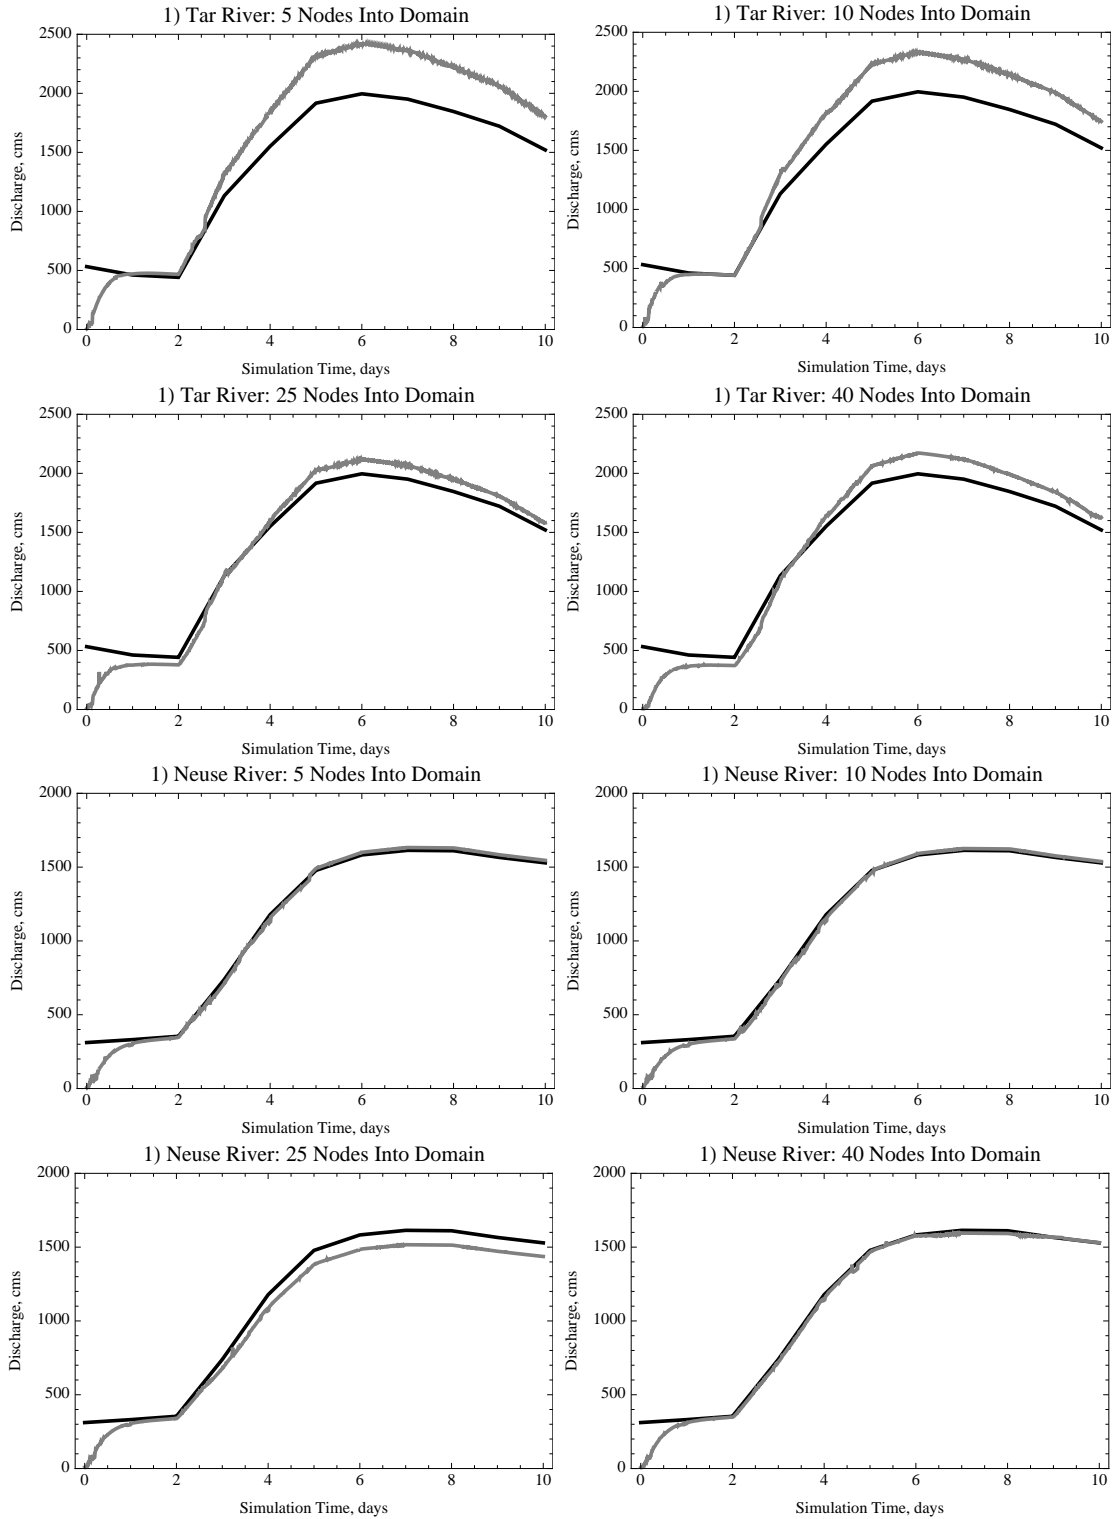 1) Tar River: 5 Nodes Into Domain
2500
2000
1500
1000
500
0
Discharge, cms
0 2 4 6 8 10
Simulation Time, days
1) Tar River: 10 Nodes Into Domain
2500
2000
1500
1000
500
0
Discharge, cms
0 2 4 6 8 10
Simulation Time, days
1) Tar River: 25 Nodes Into Domain
2500
2000
1500
1000
500
0
Discharge, cms
0 2 4 6 8 10
Simulation Time, days
1) Tar River: 40 Nodes Into Domain
2500
2000
1500
1000
500
0
Discharge, cms
0 2 4 6 8 10
Simulation Time, days
1) Neuse River: 5 Nodes Into Domain
2000
1500
1000
500
0
Discharge, cms
0 2 4 6 8 10
Simulation Time, days
1) Neuse River: 10 Nodes Into Domain
2000
1500
1000
500
0
Discharge, cms
0 2 4 6 8 10
Simulation Time, days
1) Neuse River: 25 Nodes Into Domain
2000
1500
1000
500
0
Discharge, cms
0 2 4 6 8 10
Simulation Time, days
1) Neuse River: 40 Nodes Into Domain
2000
1500
1000
500
0
Discharge, cms
0 2 4 6 8 10
Simulation Time, days